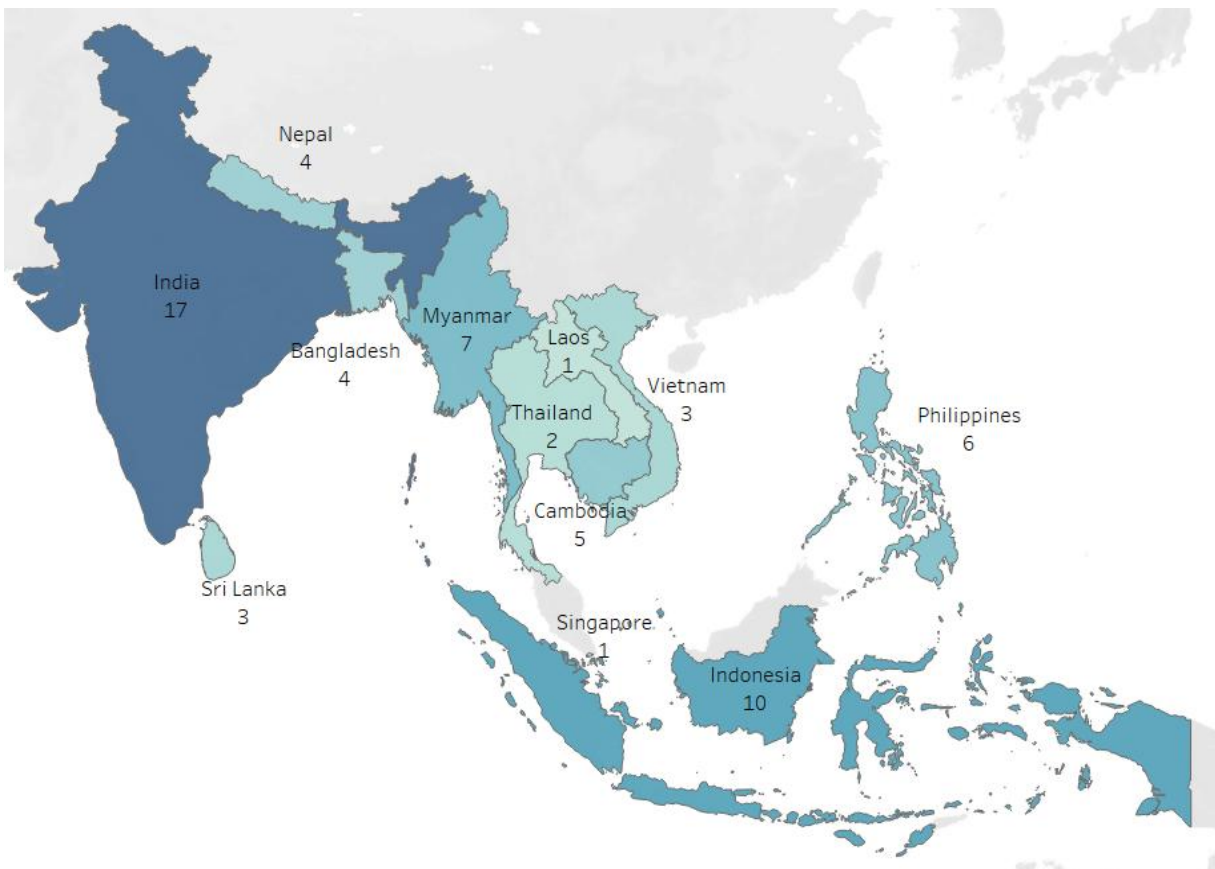 Nepal
4
India
17
Bangladesh
4
Myanmar
7
Laos
1
Vietnam
3
Thailand
2
Philippines
6
Cambodia
5
Sri Lanka
3
Singapore
1
Indonesia
10